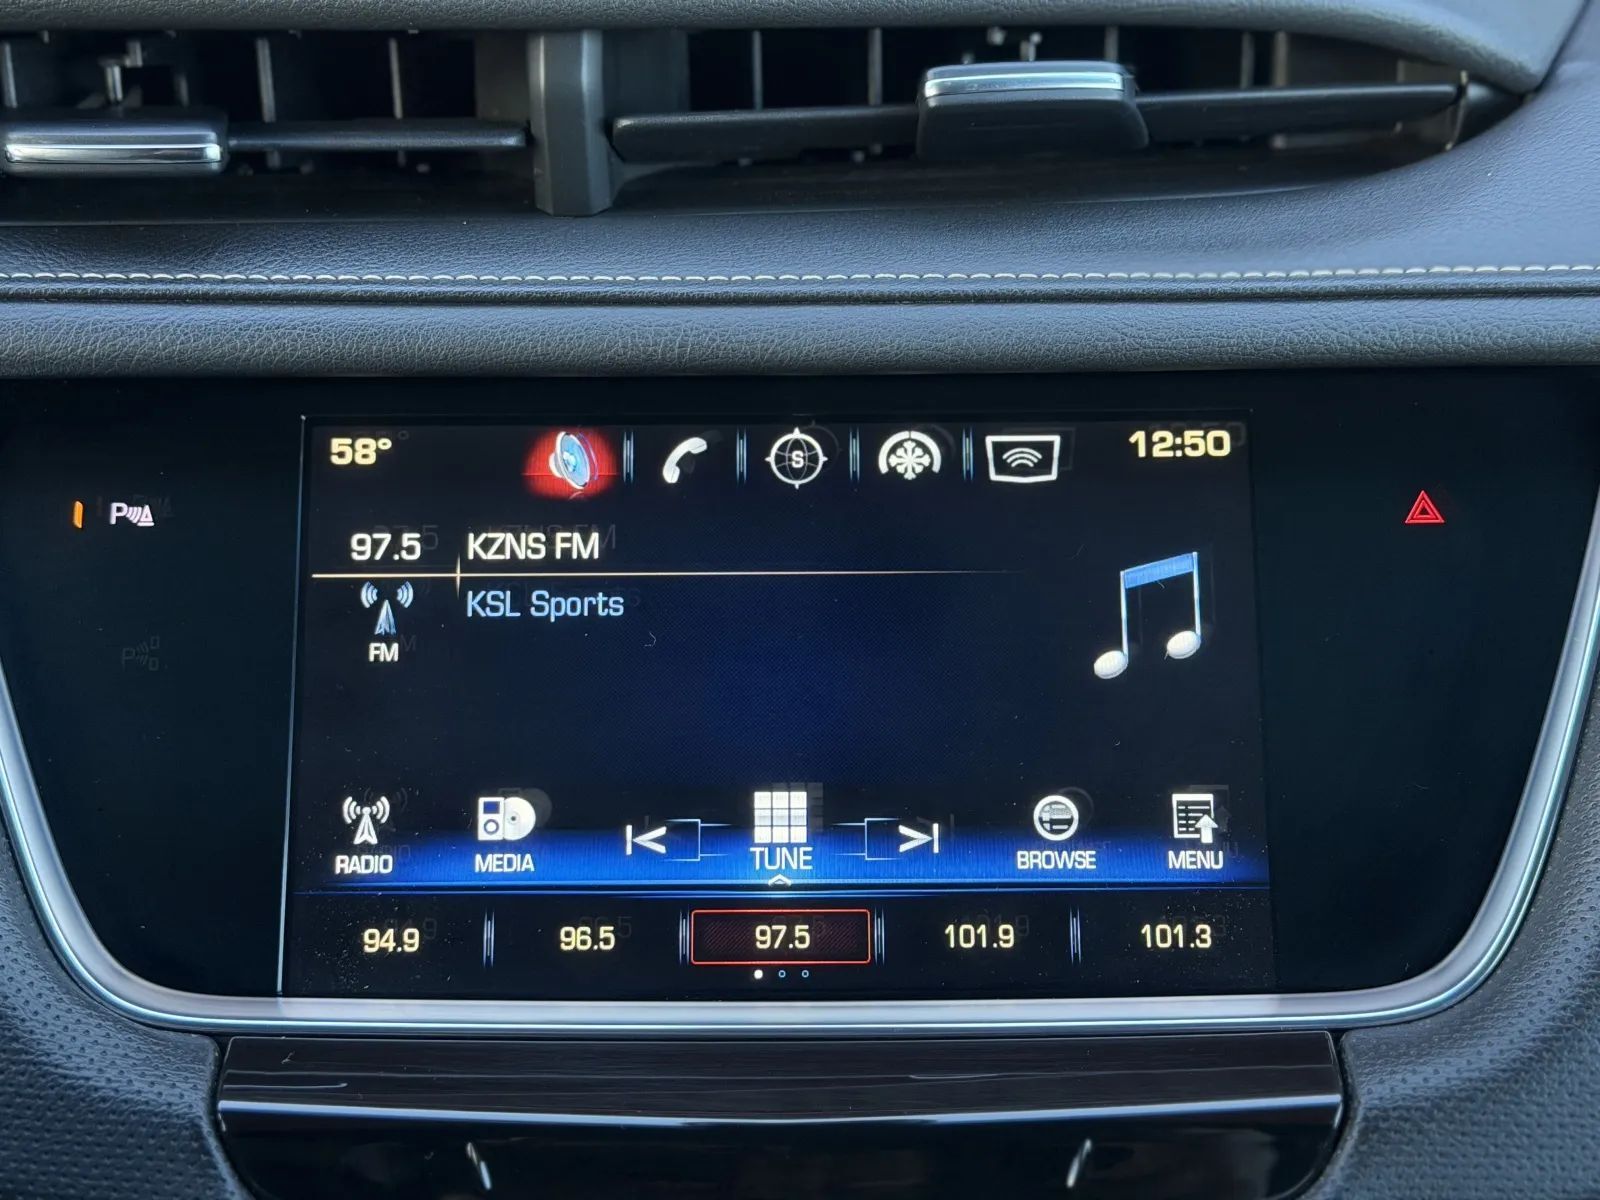 58° 12:50
P
97.5 KZNS FM
KSL Sports
FM
RADIO MEDIA TUNE BROWSE MENU
94.9 96.5 97.5 101.9 101.3